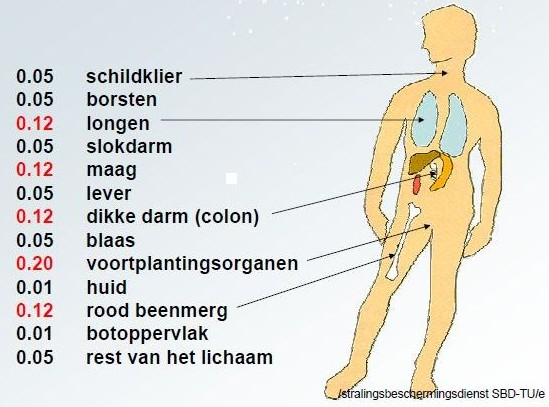 0.05 schildklier
0.05 borsten
0.12 longen
0.05 slokdarm
0.12 maag
0.05 lever
0.12 dikke darm (colon)
0.05 blaas
0.20 voortplantingsorganen
0.01 huid
0.12 rood beenmerg
0.01 botoppervlak
0.05 rest van het lichaam
/stralingsbeschermingsdienst SBD-TU/e